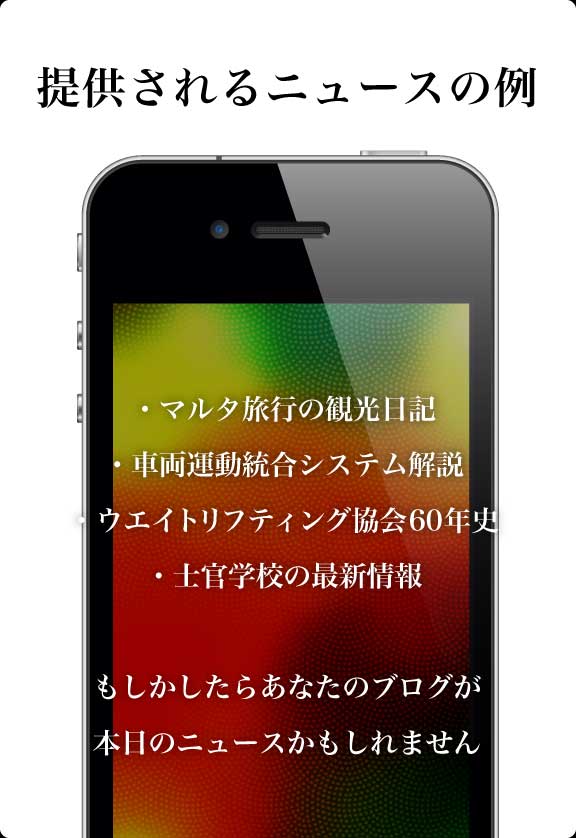 提供されるニュースの例
・マルタ旅行の観光日記
・車両運動統合システム解説
・ウエイトリフティング協会60年史
・士官学校の最新情報
もしかしたらあなたのブログが
本日のニュースかもしれません